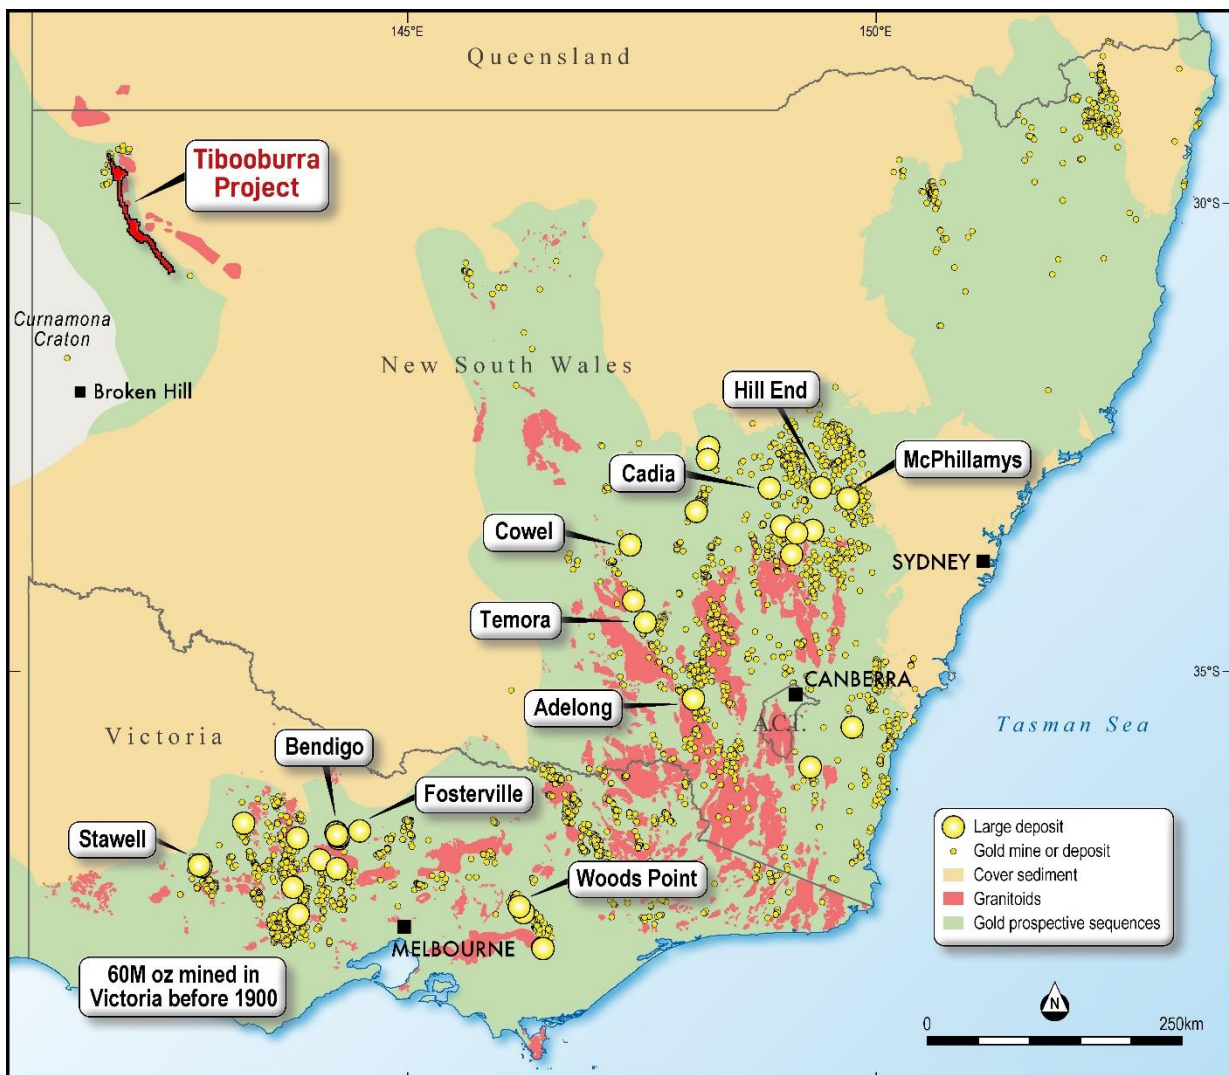 145°E
150°E
Queensland
Tibooburra
Project
30°S
Curnamona
Craton
Broken Hill
New South Wales
Hill End
McPhillamys
Cadia
Cowel
SYDNEY
Temora
35°S
CANBERRA
Adelong
A.C.T.
Tasman Sea
Victoria
Bendigo
Fosterville
Stawell
Woods Point
MELBOURNE
60M oz mined in
Victoria before 1900
Large deposit
Gold mine or deposit
Cover sediment
Granitoids
Gold prospective sequences
N
0
250km